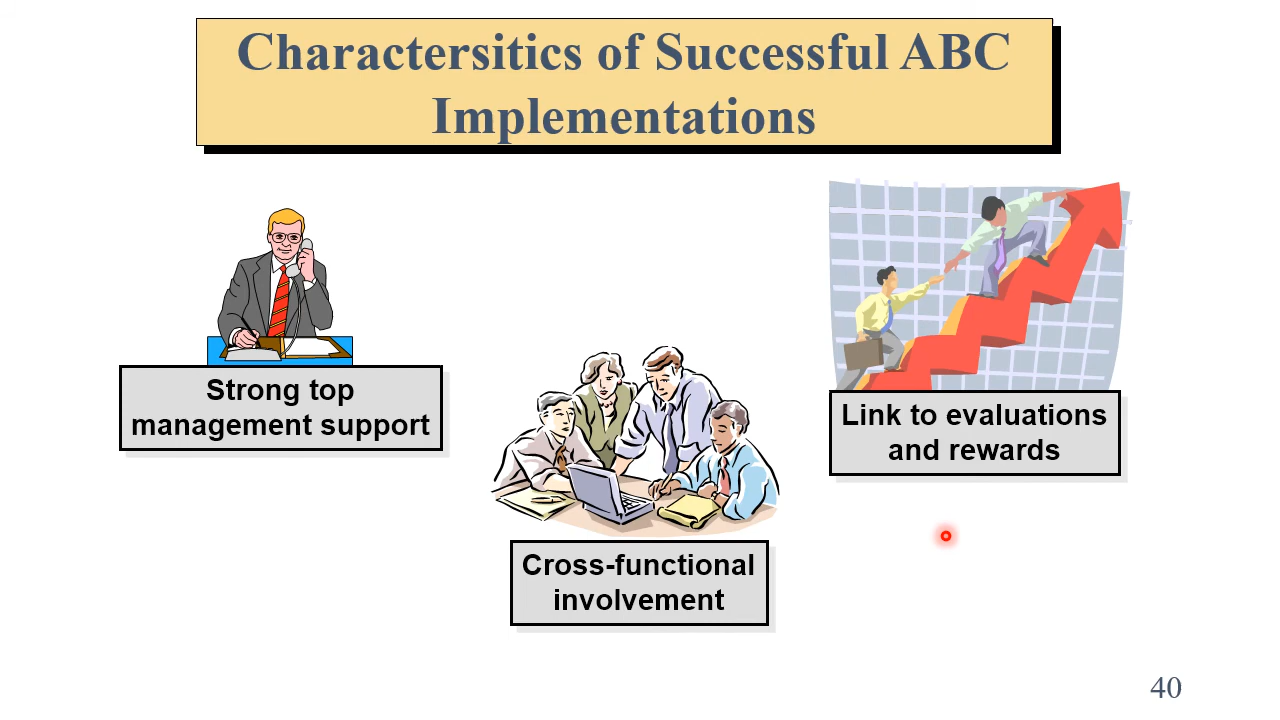 Charactersitics of Successful ABC
Implementations
Strong top
management support
Link to evaluations
and rewards
Cross-functional
involvement
40